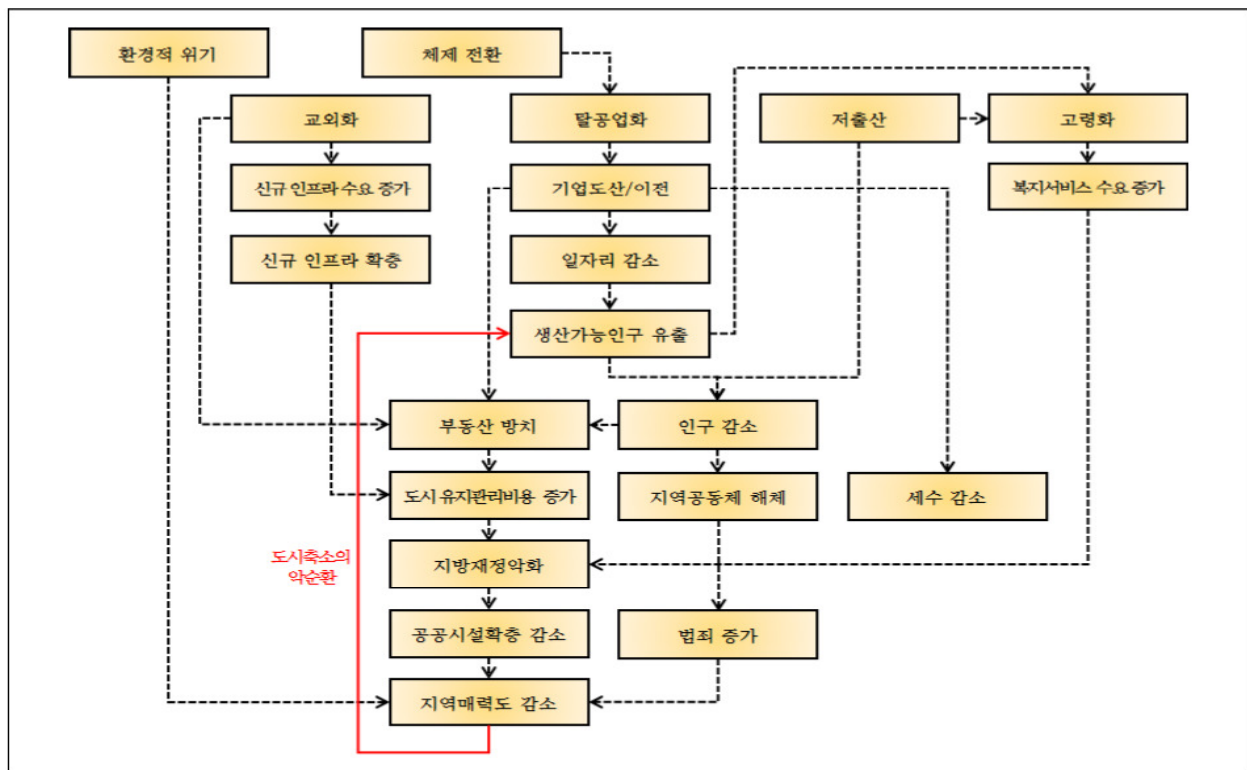 환경적 위기
체제 전환
교외화
탈공업화
저출산
고령화
신규 인프라 수요 증가
기업도산/이전
복지서비스 수요 증가
신규 인프라 확충
일자리 감소
생산가능인구 유출
부동산 방치
인구 감소
도시 유지관리비용 증가
지역공동체 해체
세수 감소
도시축소의
악순환
지방재정악화
공공시설확충 감소
범죄 증가
지역매력도 감소